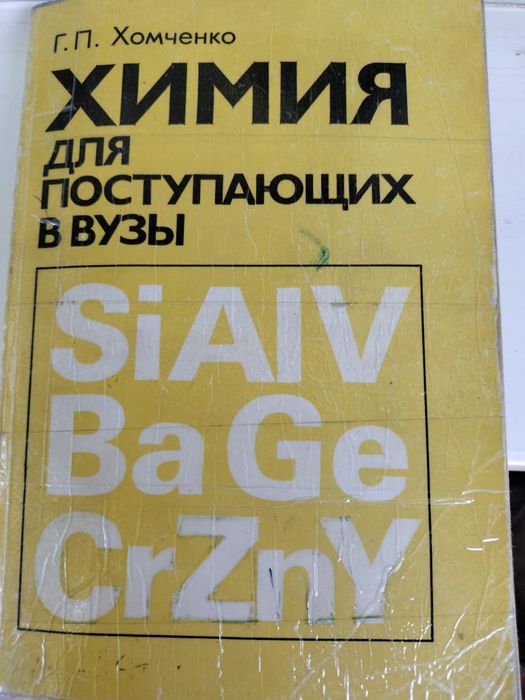 Г.П. Хомченко
ХИМИЯ
ДЛЯ
ПОСТУПАЮЩИХ
В ВУЗЫ
SiAlV
Ba Ge
CrZnY